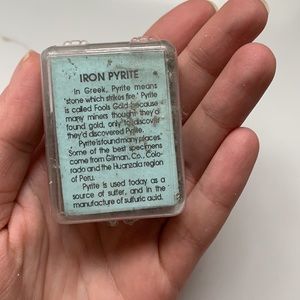 IRON PYRITE
In Greek, Pyrite means
'stone which strikes fire.' Pyrite
is called Fools Gold because
many miners thought they'd
found gold, only to discover
they'd discovered Pyrite.
Pyrite is found many places.
Some of the best specimens
come from Gilman, Co., Colo-
rado and the Huanzala region
of Peru.
Pyrite is used today as a
source of sulfer, and in the
manufacture of sulfuric acid.